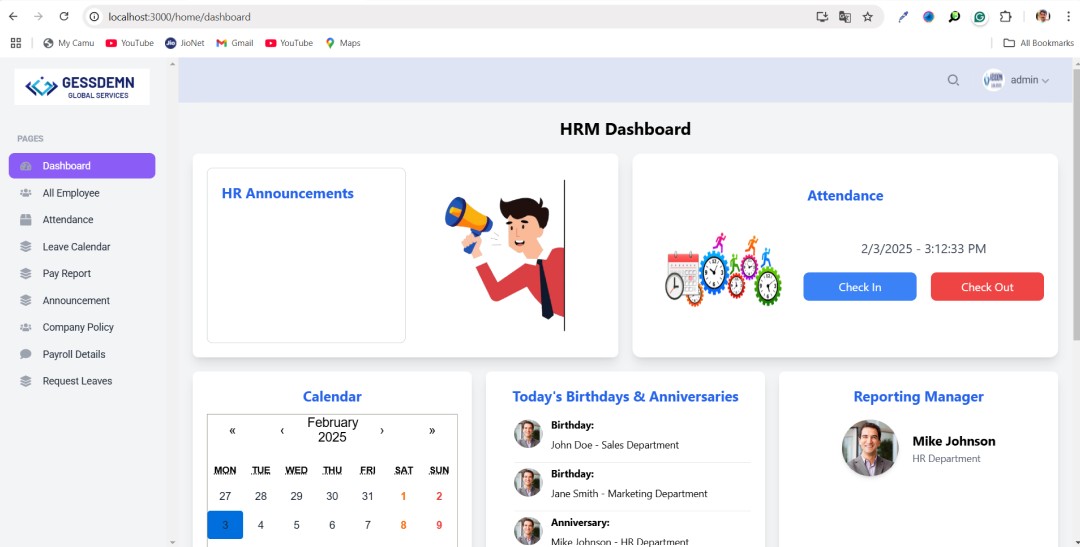 localhost:3000/home/dashboard
My Camu
YouTube
JioNet
Gmail
YouTube
Maps
All Bookmarks
GESSDEMN
GLOBAL SERVICES
admin
PAGES
Dashboard
All Employee
Attendance
Leave Calendar
Pay Report
Announcement
Company Policy
Payroll Details
Request Leaves
HRM Dashboard
HR Announcements
Attendance
2/3/2025 - 3:12:33 PM
Check In
Check Out
Calendar
« ‹ February › »
2025
MON TUE WED THU FRI SAT SUN
27 28 29 30 31 1 2
3 4 5 6 7 8 9
Today's Birthdays & Anniversaries
Birthday:
John Doe - Sales Department
Birthday:
Jane Smith - Marketing Department
Anniversary:
Mike Johnson - HR Department
Reporting Manager
Mike Johnson
HR Department